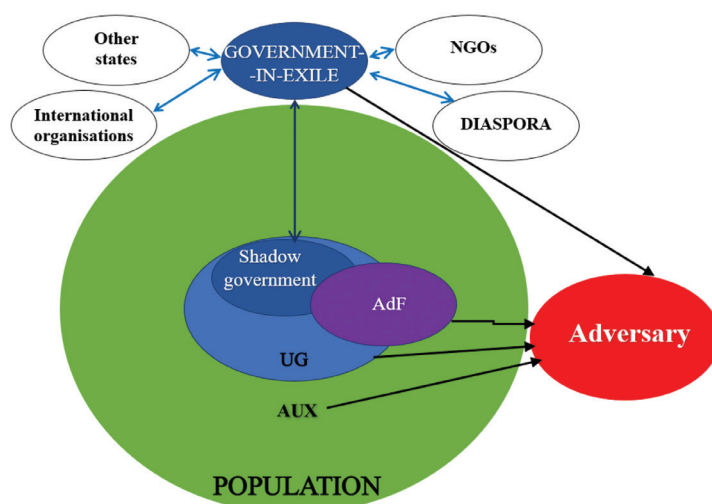 Other
states
GOVERNMENT-
-IN-EXILE
NGOs
International
organisations
DIASPORA
Shadow
government
AdF
Adversary
UG
AUX
POPULATION